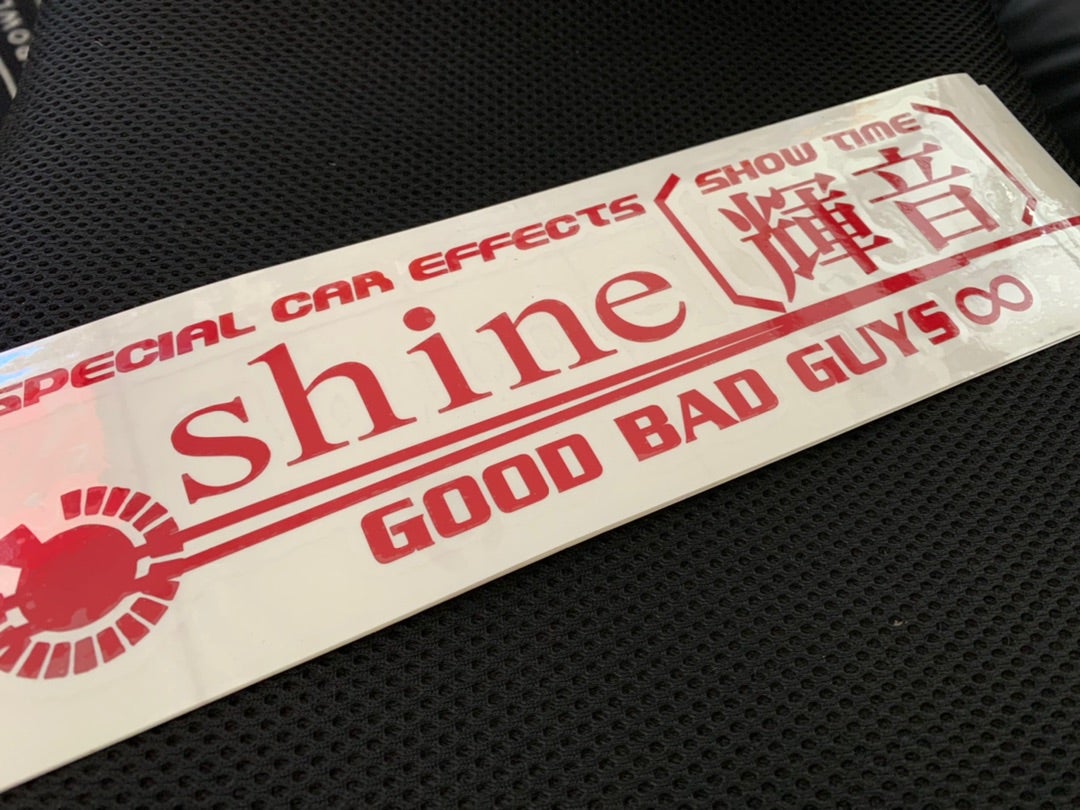 SPECIAL CAR EFFECTS
SHOW TIME
shine
輝音
GOOD BAD GUYS∞